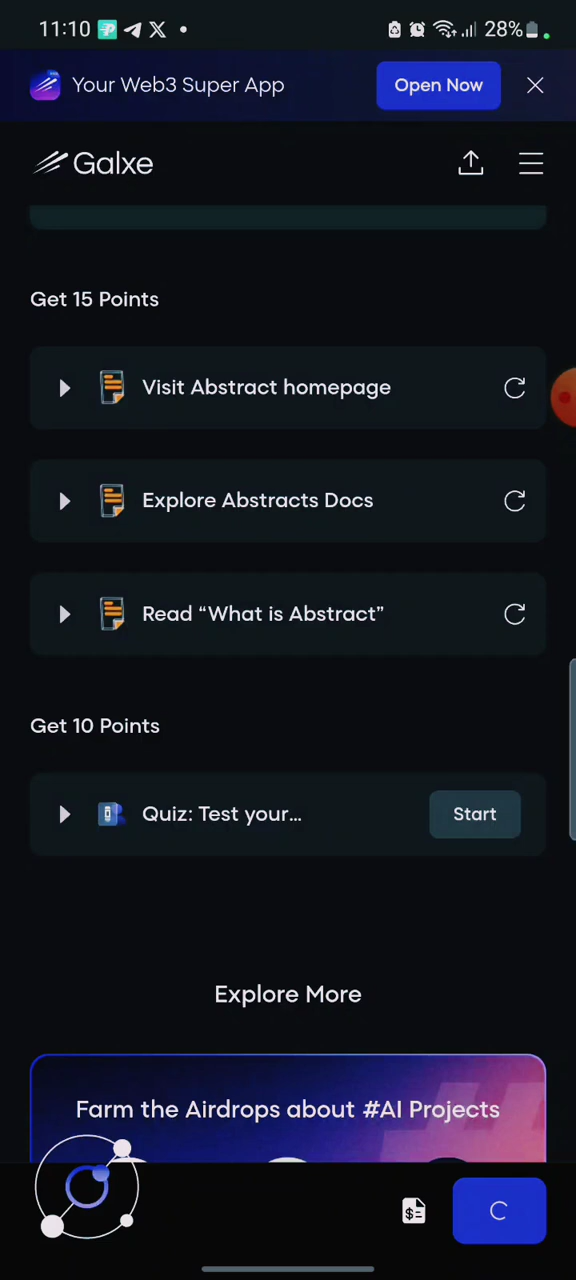 11:10
28%
Your Web3 Super App
Open Now
Galxe
Get 15 Points
Visit Abstract homepage
Explore Abstracts Docs
Read “What is Abstract”
Get 10 Points
Quiz: Test your...
Start
Explore More
Farm the Airdrops about #AI Projects